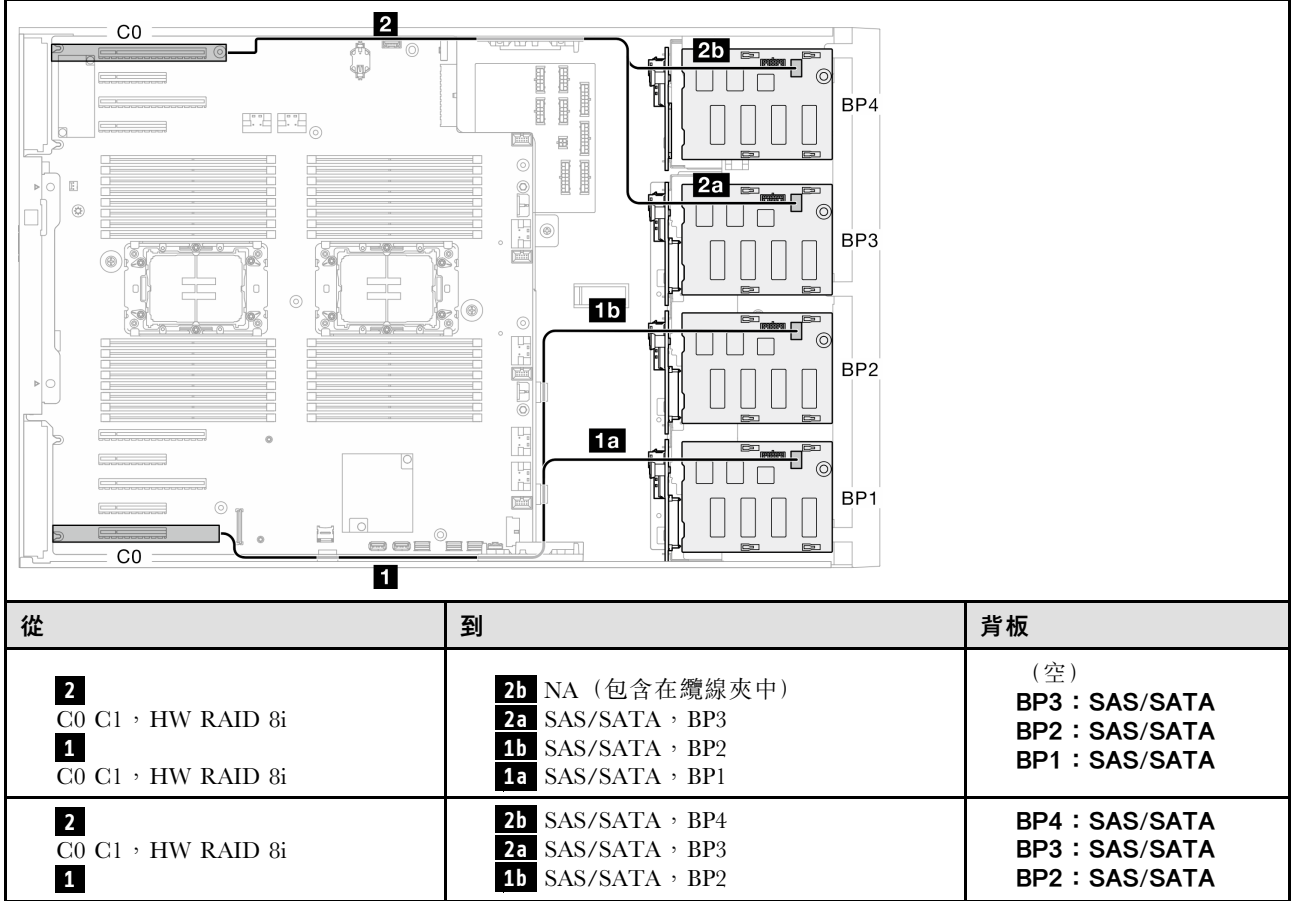 C0
2
2b
BP4
2a
BP3
1b
BP2
1a
BP1
C0
1
從 到 背板
2
C0 C1，HW RAID 8i
1
C0 C1，HW RAID 8i
2b NA（包含在纜線夾中）
2a SAS/SATA，BP3
1b SAS/SATA，BP2
1a SAS/SATA，BP1
（空）
BP3：SAS/SATA
BP2：SAS/SATA
BP1：SAS/SATA
2
C0 C1，HW RAID 8i
1
2b SAS/SATA，BP4
2a SAS/SATA，BP3
1b SAS/SATA，BP2
BP4：SAS/SATA
BP3：SAS/SATA
BP2：SAS/SATA